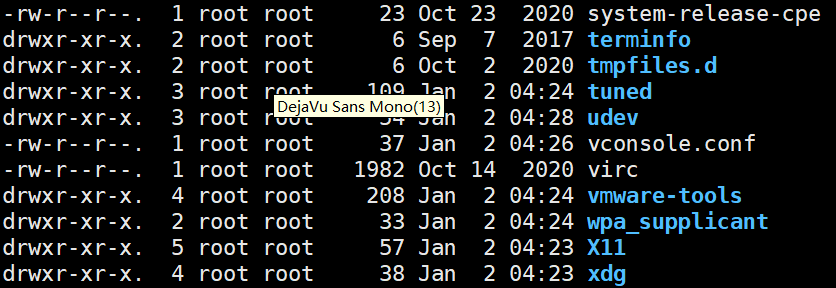 -rw-r--r--.  1 root root     23 Oct 23  2020 system-release-cpe
drwxr-xr-x.  2 root root      6 Sep  7  2017 terminfo
drwxr-xr-x.  2 root root      6 Oct  2  2020 tmpfiles.d
drwxr-xr-x.  3 root root    109 Jan  2 04:24 tuned
DejaVu Sans Mono(13)
drwxr-xr-x.  3 root root     34 Jan  2 04:28 udev
-rw-r--r--.  1 root root     37 Jan  2 04:26 vconsole.conf
-rw-r--r--.  1 root root   1982 Oct 14  2020 virc
drwxr-xr-x.  4 root root    208 Jan  2 04:24 vmware-tools
drwxr-xr-x.  2 root root     33 Jan  2 04:24 wpa_supplicant
drwxr-xr-x.  5 root root     57 Jan  2 04:23 X11
drwxr-xr-x.  4 root root     38 Jan  2 04:23 xdg